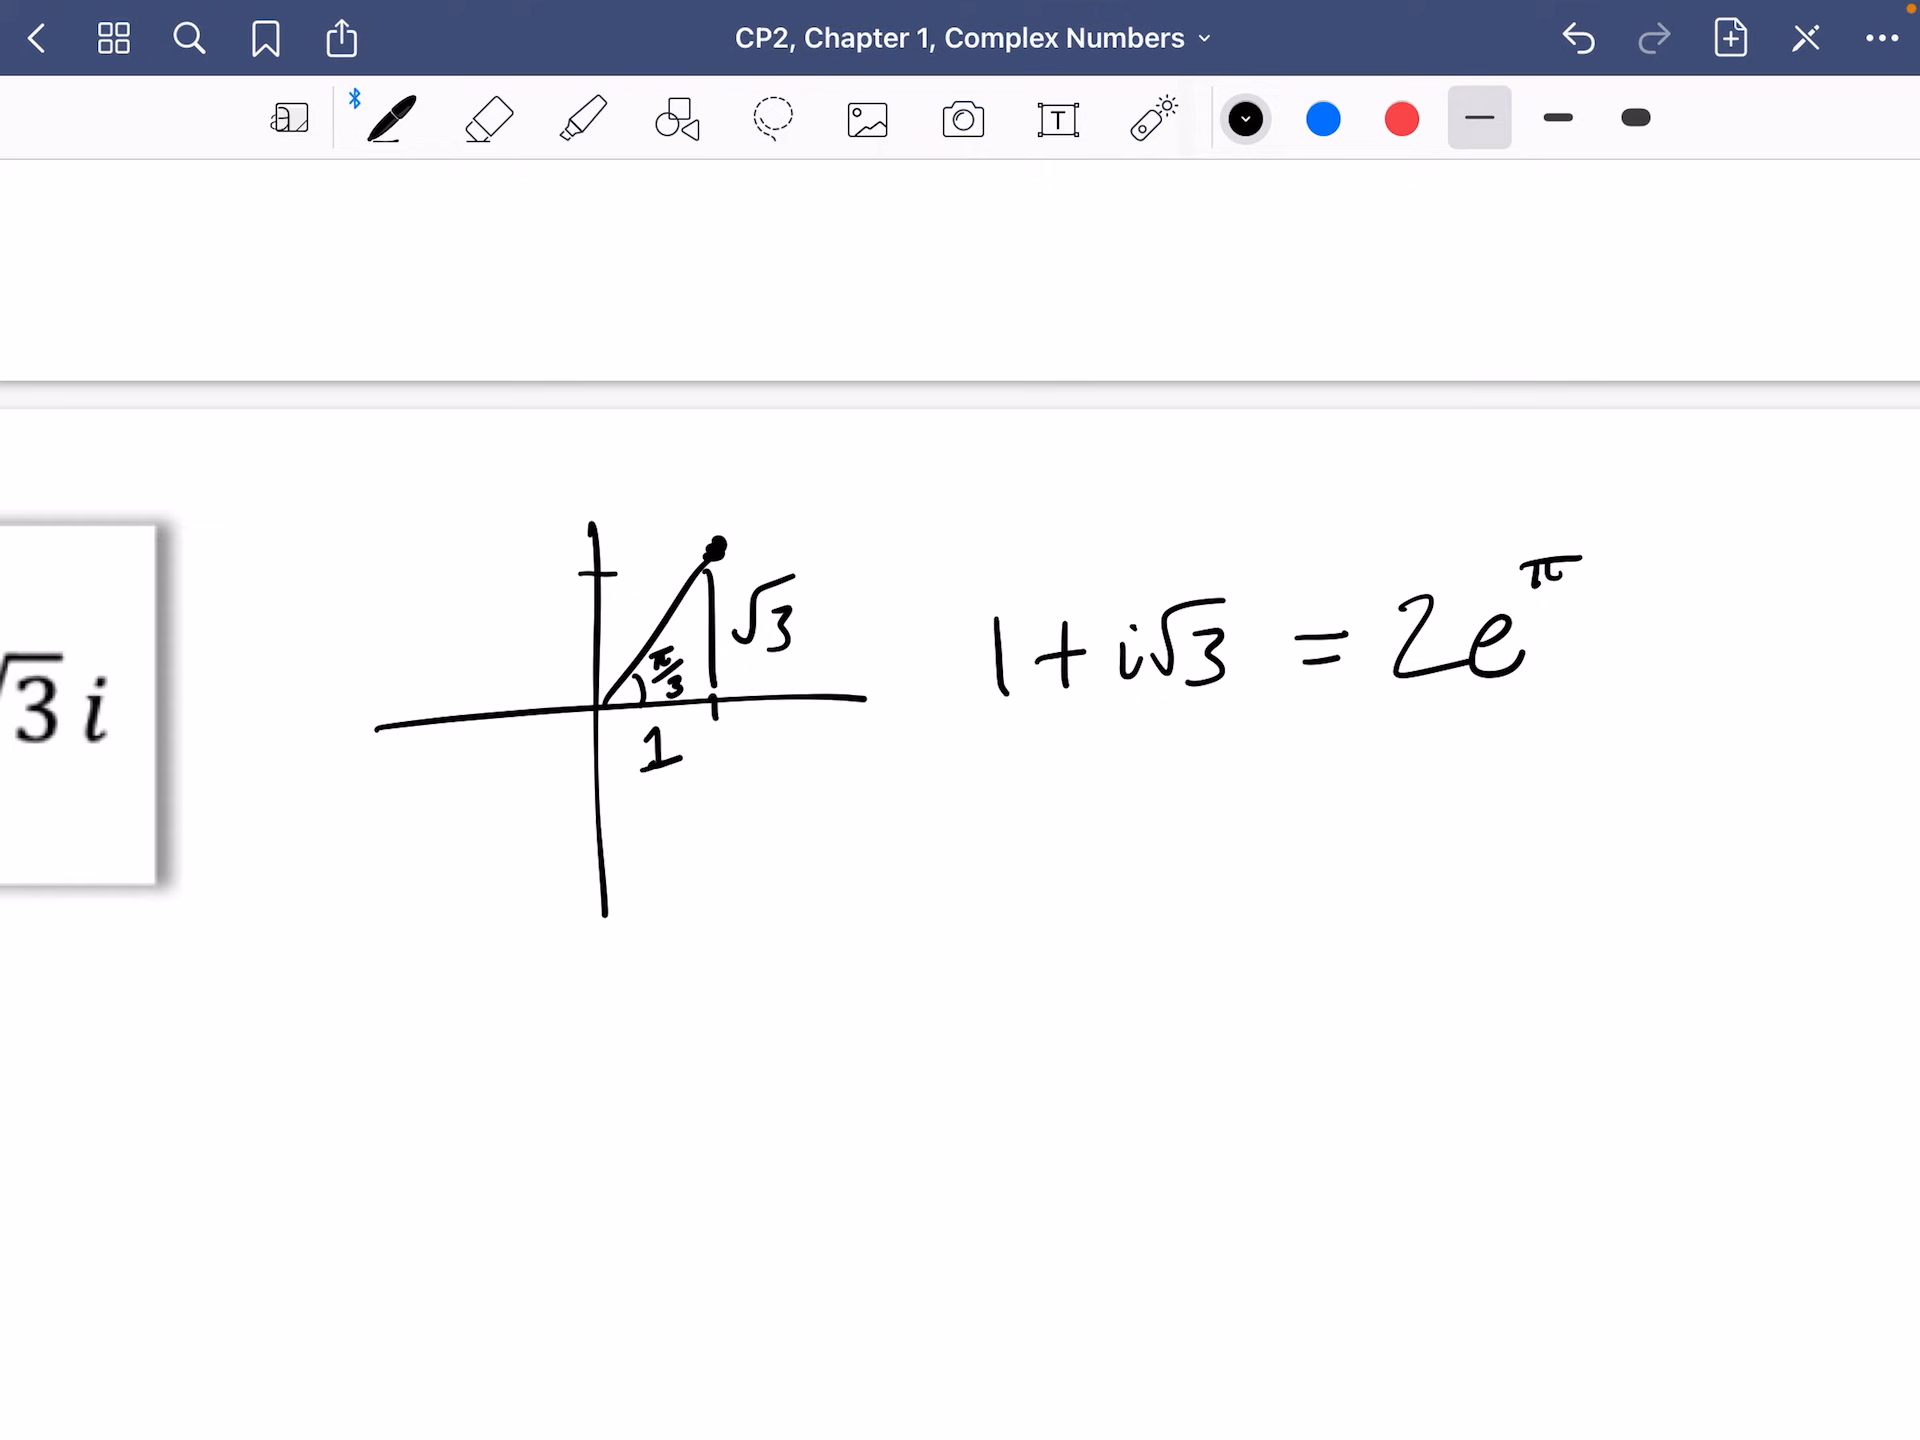 CP2, Chapter 1, Complex Numbers
T
√3
π/3
1
1 + i√3 = 2e^π
√3 i